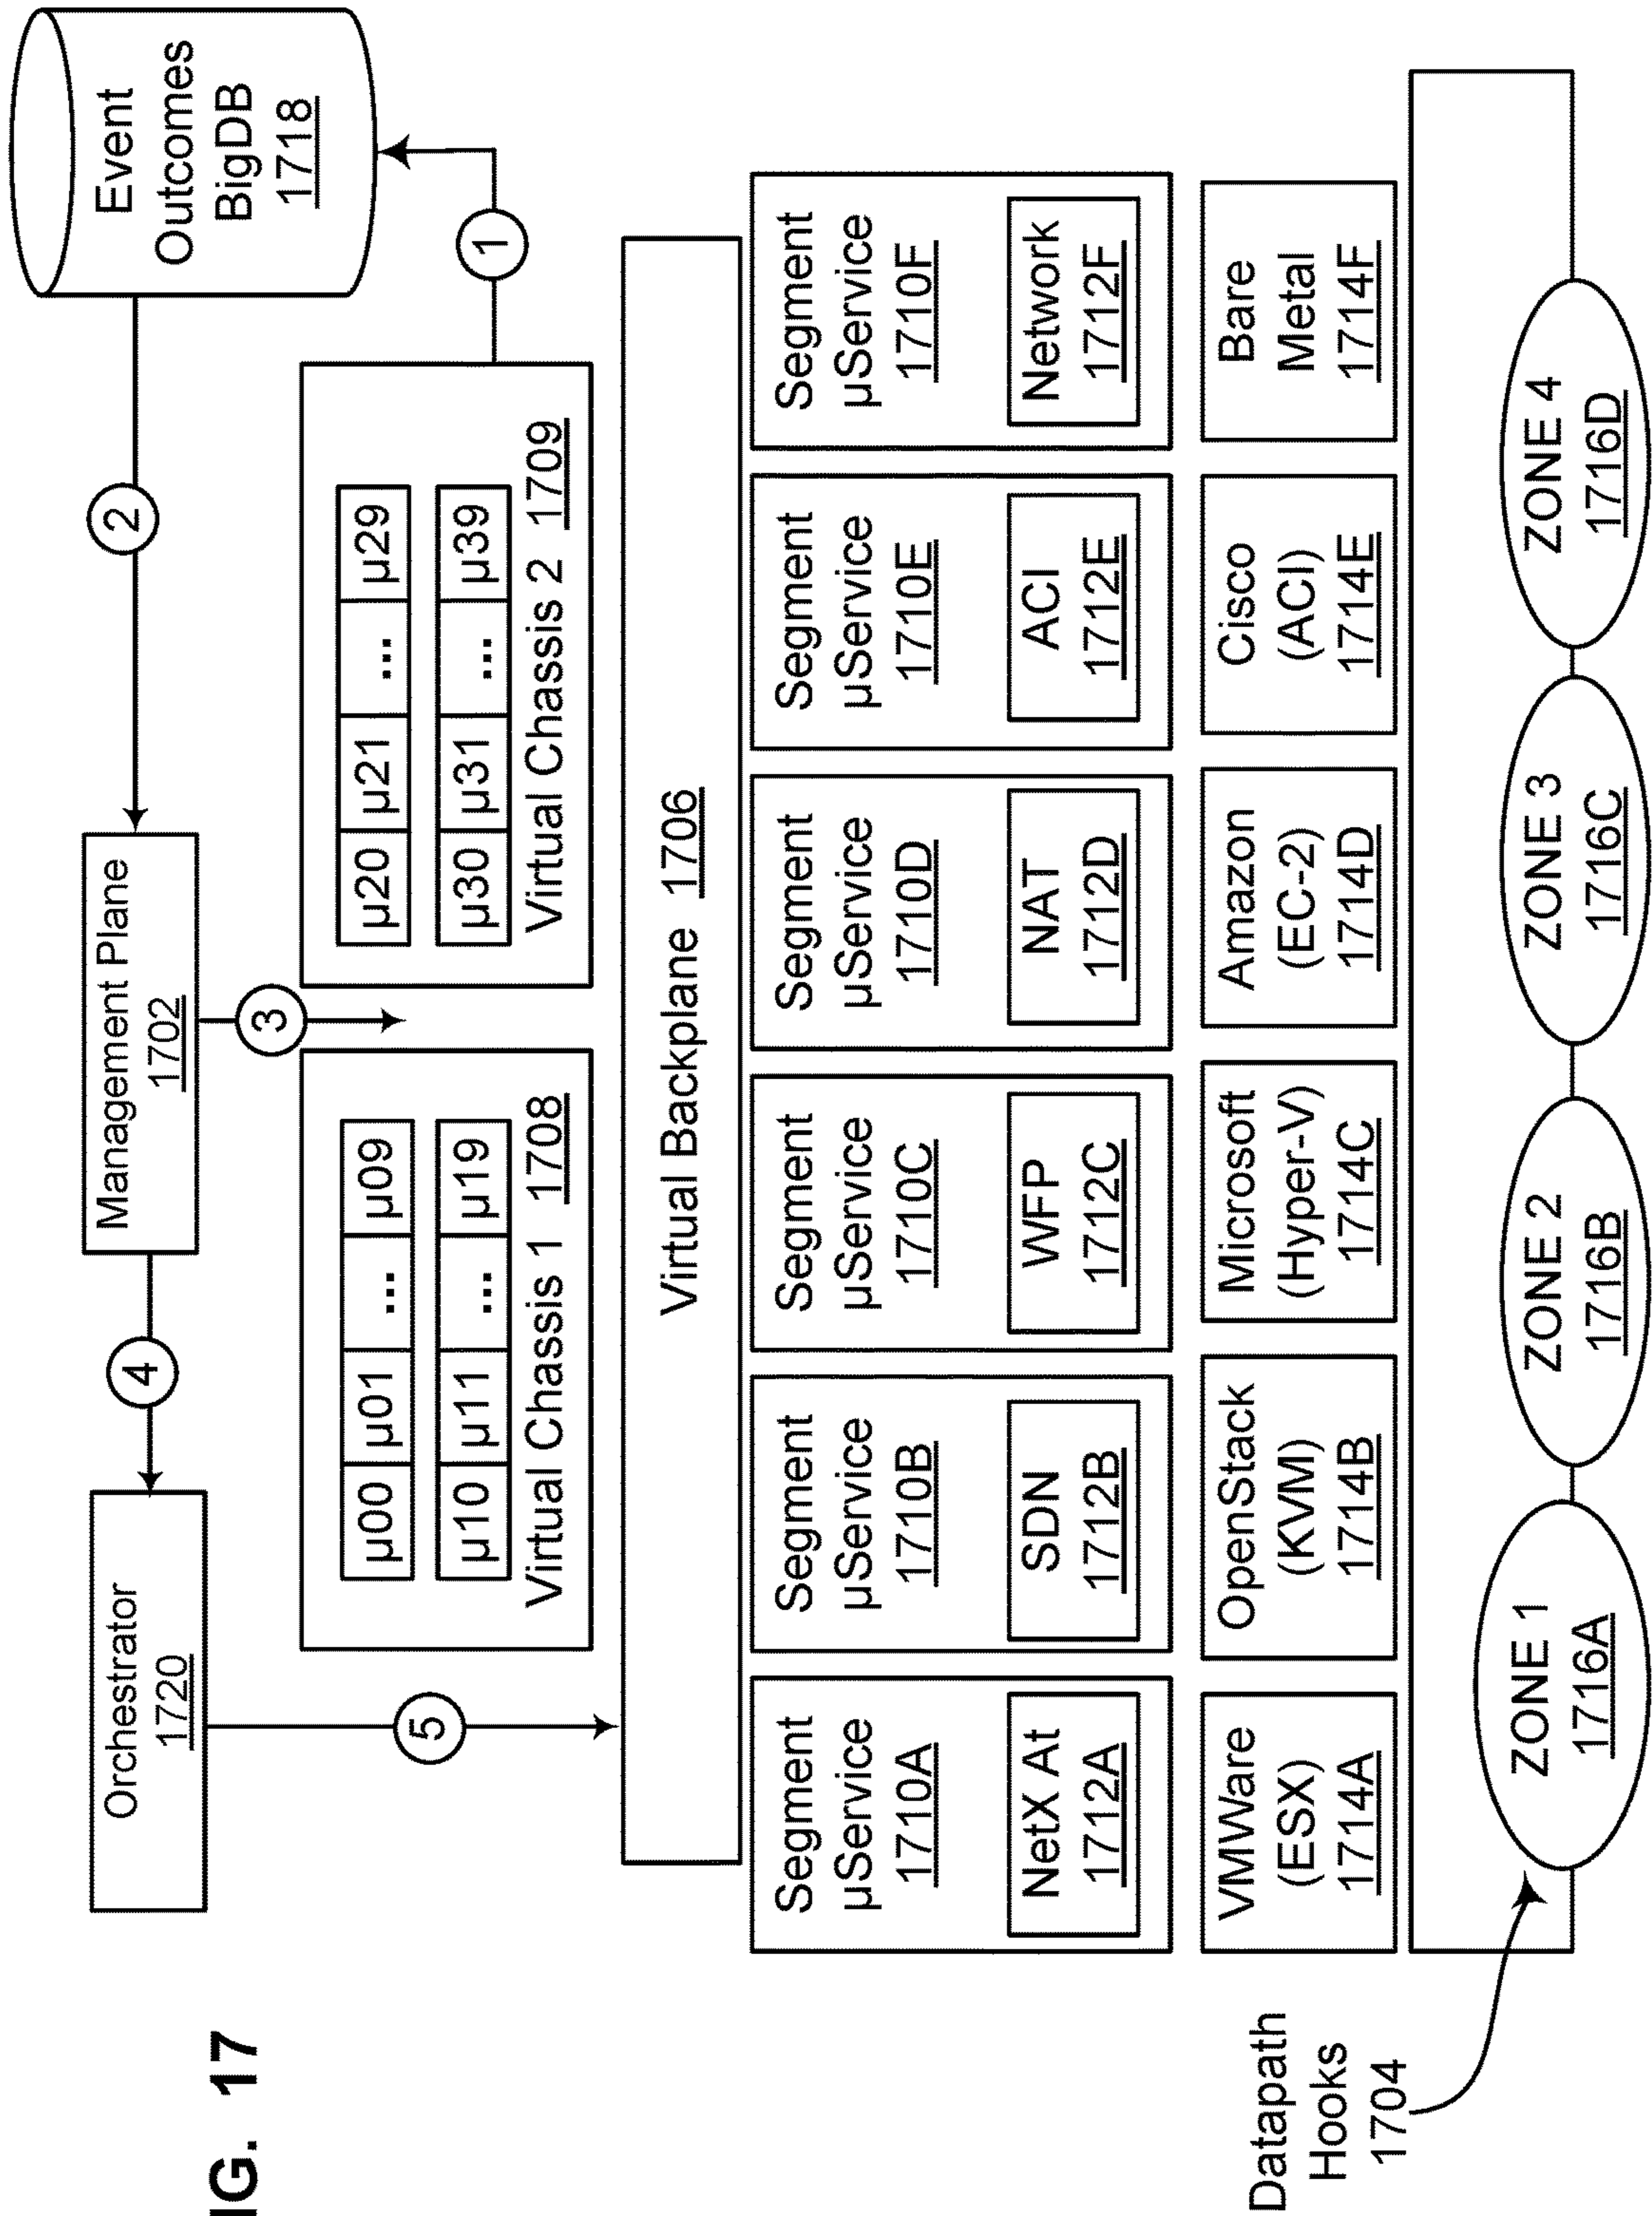 IG. 17
Orchestrator
1720
4
Management Plane
1702
2
Event
Outcomes
BigDB
1718
5
3
1
µ00 µ01 ... µ09
µ10 µ11 ... µ19
Virtual Chassis 1 1708
µ20 µ21 ... µ29
µ30 µ31 ... µ39
Virtual Chassis 2 1709
Virtual Backplane 1706
Segment
µService
1710A
NetX At
1712A
Segment
µService
1710B
SDN
1712B
Segment
µService
1710C
WFP
1712C
Segment
µService
1710D
NAT
1712D
Segment
µService
1710E
ACI
1712E
Segment
µService
1710F
Network
1712F
VMWare
(ESX)
1714A
OpenStack
(KVM)
1714B
Microsoft
(Hyper-V)
1714C
Amazon
(EC-2)
1714D
Cisco
(ACI)
1714E
Bare
Metal
1714F
Datapath
Hooks
1704
ZONE 1
1716A
ZONE 2
1716B
ZONE 3
1716C
ZONE 4
1716D